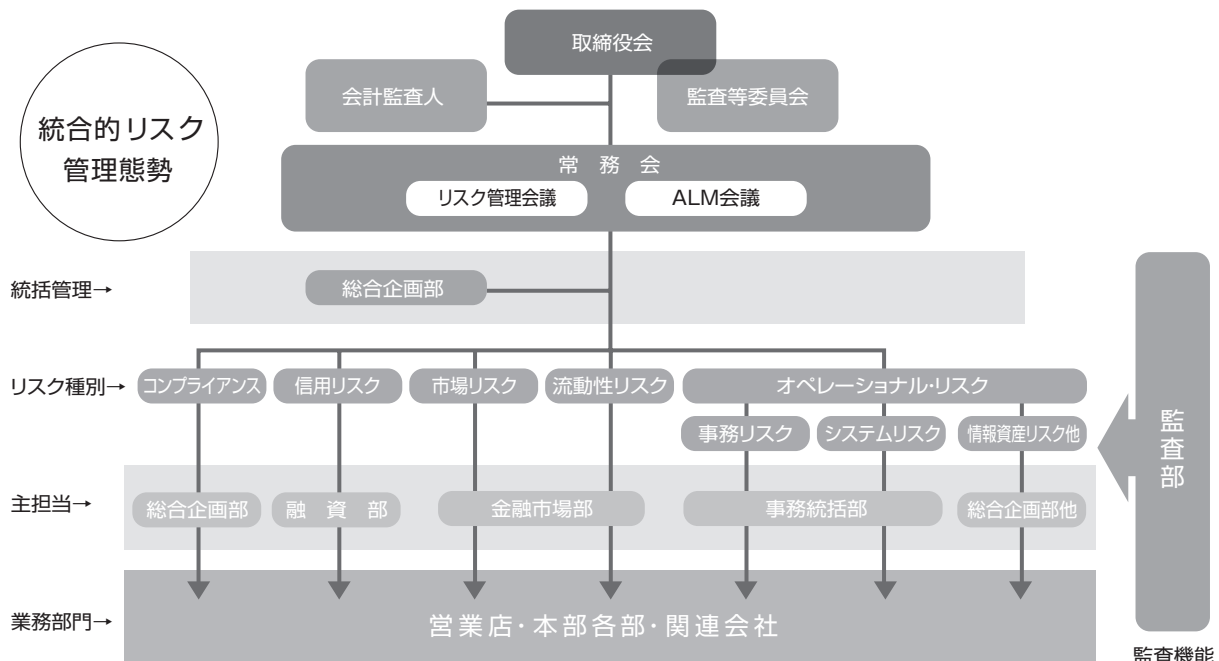 取締役会
会計監査人
監査等委員会
統合的リスク
管理態勢
常務会
リスク管理会議
ALM会議
統括管理→
総合企画部
リスク種別→
コンプライアンス
信用リスク
市場リスク
流動性リスク
オペレーショナル・リスク
事務リスク
システムリスク
情報資産リスク他
主担当→
総合企画部
融資部
金融市場部
事務統括部
総合企画部他
業務部門→
営業店・本部各部・関連会社
監査部
監査機能